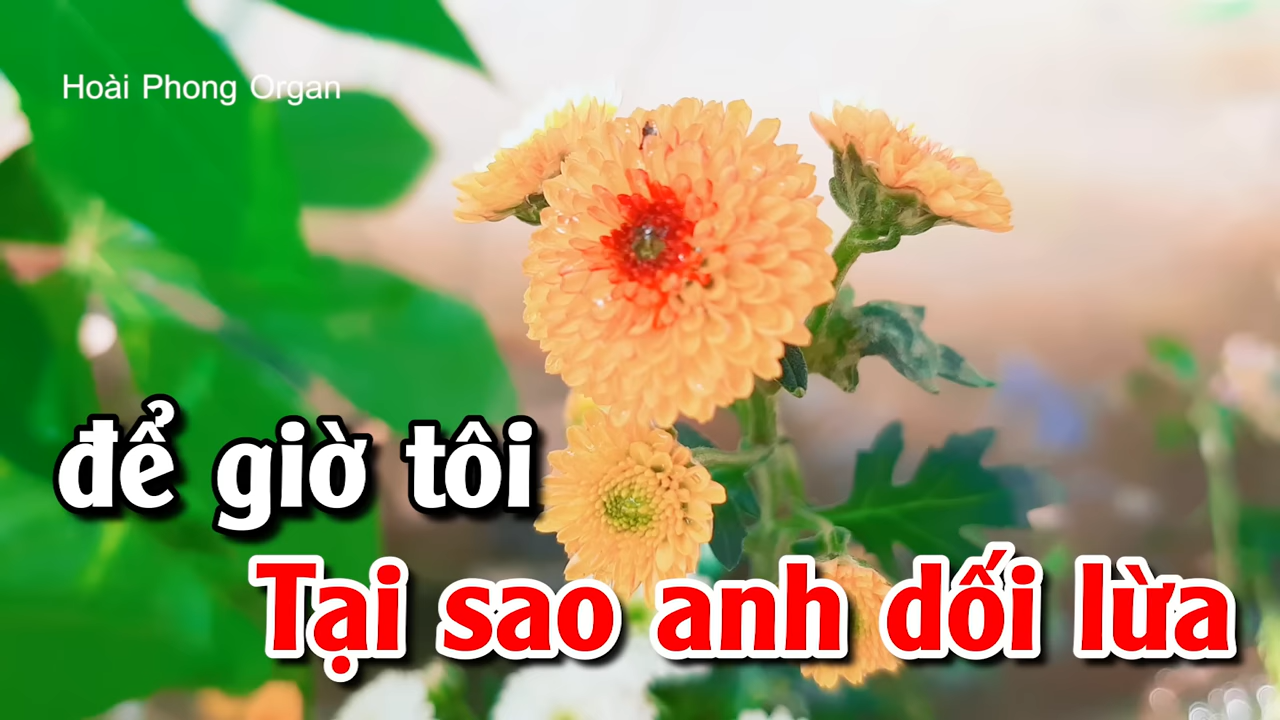 Hoài Phong Organ
để giờ tôi
Tại sao anh dối lừa